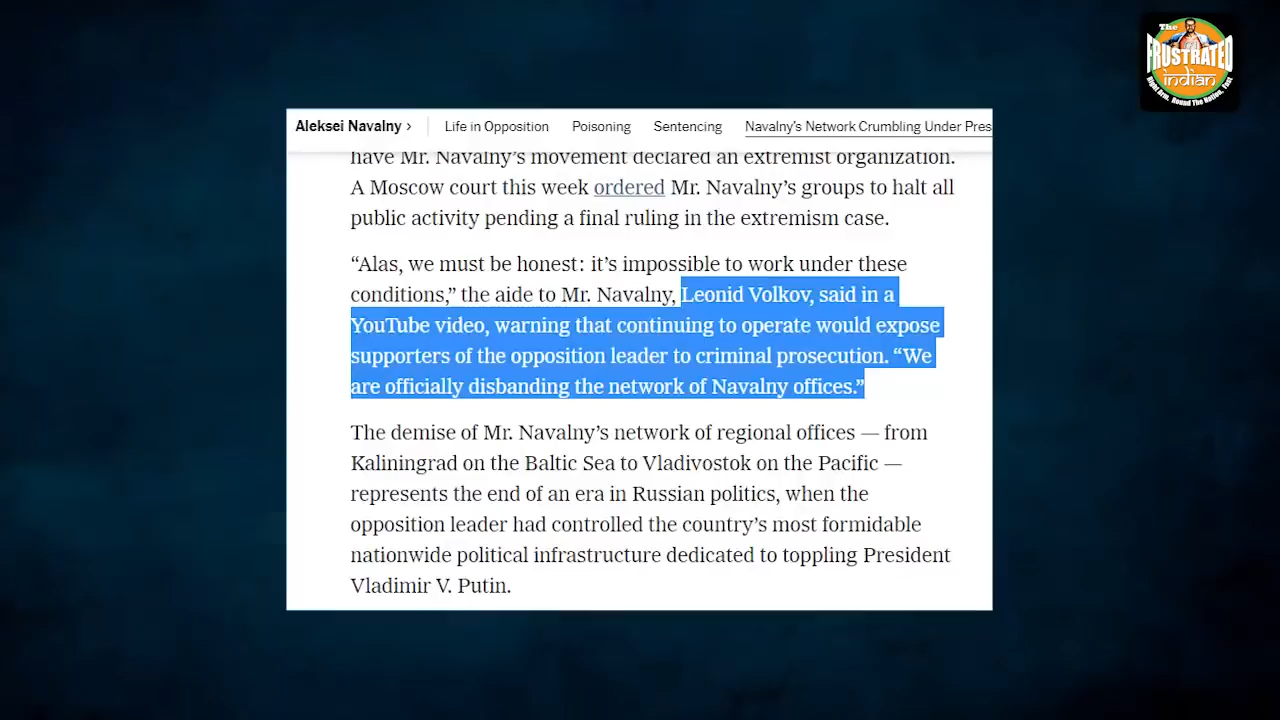 The
FRUSTRATED
indian
Right Arm, Round The Nation, Fast
Aleksei Navalny ›
Life in Opposition
Poisoning
Sentencing
Navalny's Network Crumbling Under Pres
have Mr. Navalny’s movement declared an extremist organization.
A Moscow court this week ordered Mr. Navalny’s groups to halt all
public activity pending a final ruling in the extremism case.
“Alas, we must be honest: it’s impossible to work under these
conditions,” the aide to Mr. Navalny, Leonid Volkov, said in a
YouTube video, warning that continuing to operate would expose
supporters of the opposition leader to criminal prosecution. “We
are officially disbanding the network of Navalny offices.”
The demise of Mr. Navalny’s network of regional offices — from
Kaliningrad on the Baltic Sea to Vladivostok on the Pacific —
represents the end of an era in Russian politics, when the
opposition leader had controlled the country’s most formidable
nationwide political infrastructure dedicated to toppling President
Vladimir V. Putin.